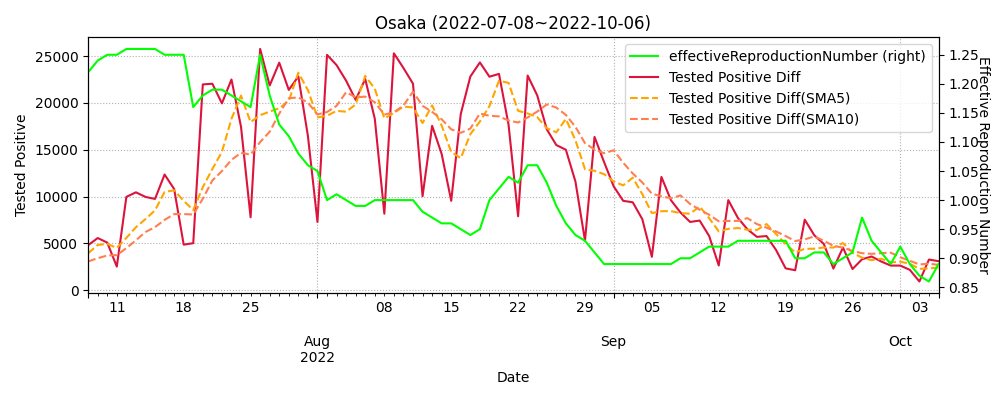 Osaka (2022-07-08~2022-10-06)
effectiveReproductionNumber (right)
Tested Positive Diff
Tested Positive Diff(SMA5)
Tested Positive Diff(SMA10)
Tested Positive
25000
20000
15000
10000
5000
0
1.25
1.20
1.15
1.10
1.05
1.00
0.95
0.90
0.85
Effective Reproduction Number
11 18 25 08 15 22 29 05 12 19 26 03
Aug Sep Oct
2022
Date